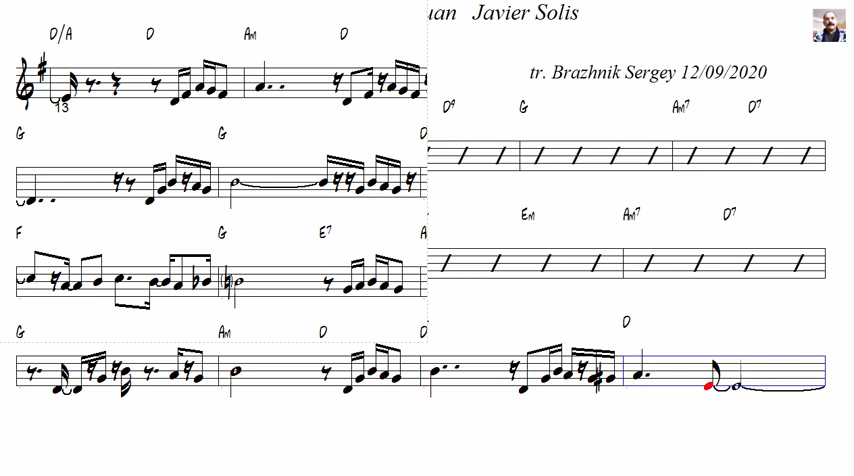 uan Javier Solis
tr. Brazhnik Sergey 12/09/2020
D/A D Am D
13
D9 G Am7 D7
G G D
Em Am7 D7
F G E7 A
G Am D D D